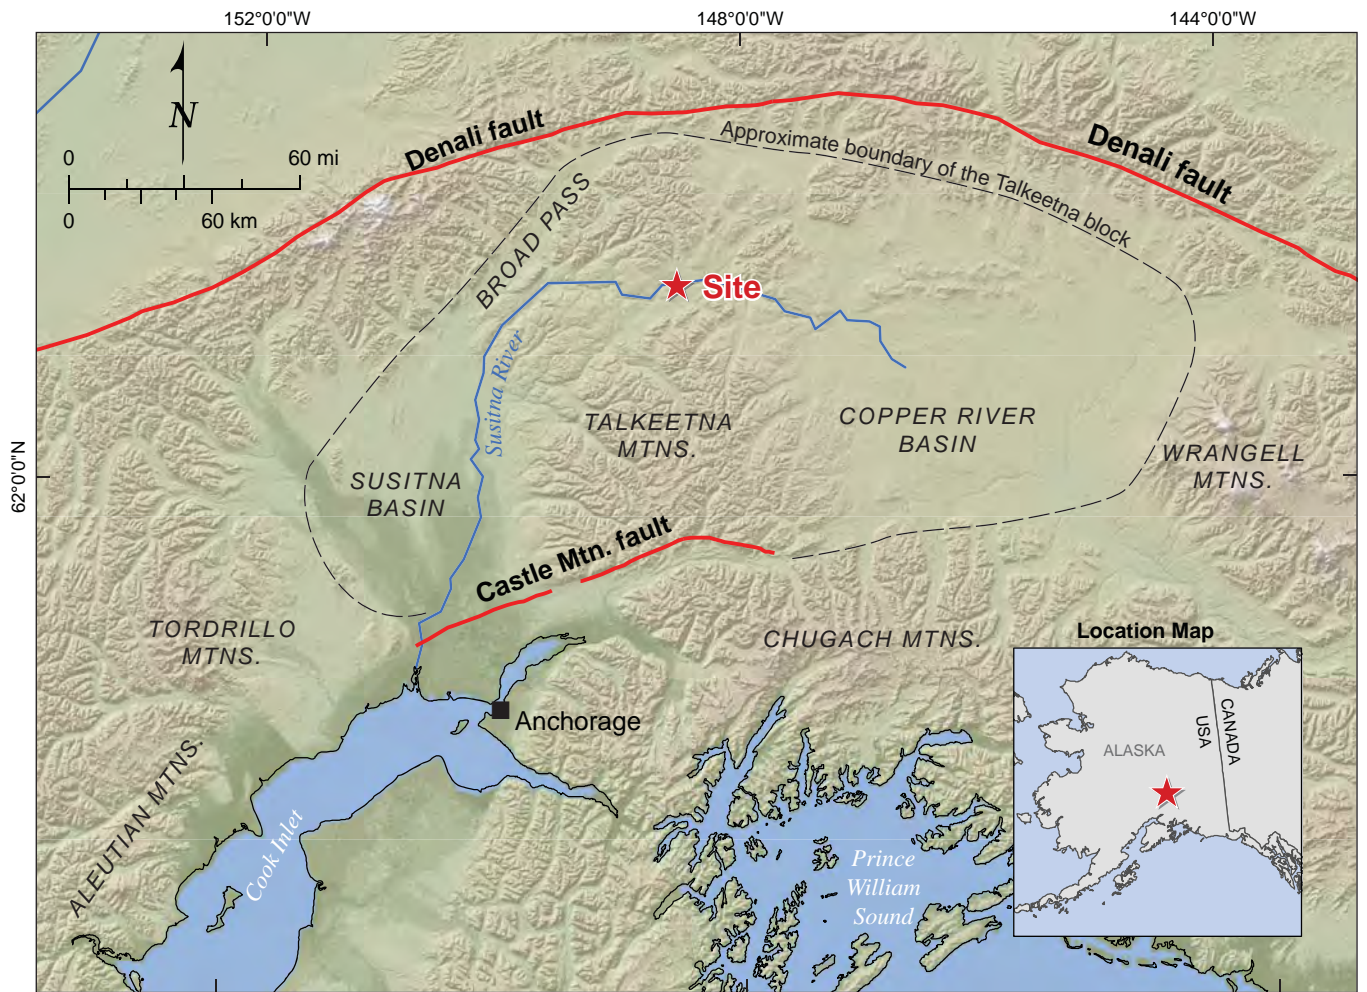 152°0'0"W
148°0'0"W
144°0'0"W
N
0
60 mi
0
60 km
Denali fault
Approximate boundary of the Talkeetna block
Denali fault
BROAD PASS
Site
Susitna River
TALKEETNA
MTNS.
COPPER RIVER
BASIN
WRANGELL
MTNS.
62°0'0"N
SUSITNA
BASIN
Castle Mtn. fault
TORDRILLO
MTNS.
CHUGACH MTNS.
Location Map
Anchorage
CANADA
USA
ALASKA
ALEUTIAN MTNS.
Cook Inlet
Prince
William
Sound